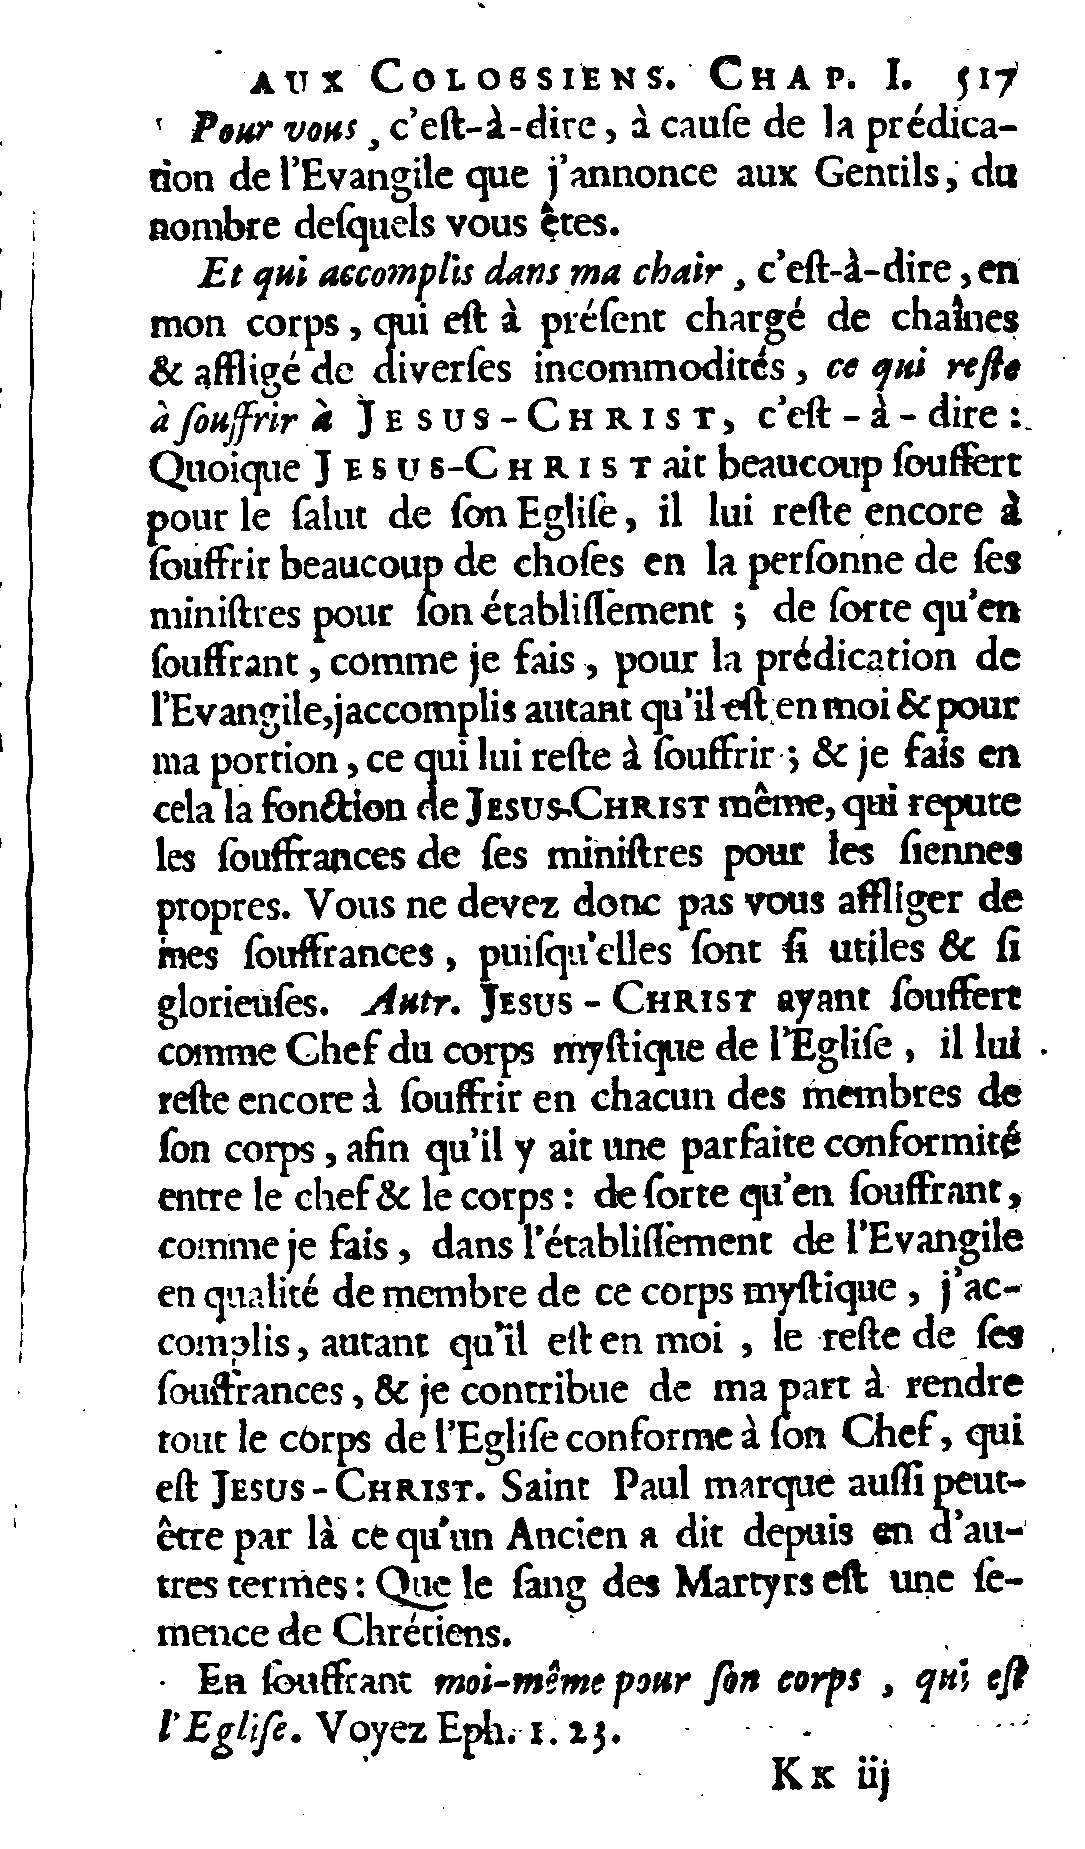 AUX COLOSSIENS. CHAP. I. 517
Pour vous, c'eſt-à-dire, à cauſe de la prédica-
tion de l'Evangile que j'annonce aux Gentils, du
nombre deſquels vous êtes.
Et qui accomplis dans ma chair, c'eſt-à-dire, en
mon corps, qui eſt à préſent chargé de chaînes
& affligé de diverſes incommodités, ce qui reſte
à ſouffrir à JESUS-CHRIST, c'eſt-à-dire:
Quoique JESUS-CHRIST ait beaucoup ſouffert
pour le ſalut de ſon Egliſe, il lui reſte encore à
ſouffrir beaucoup de choſes en la perſonne de ſes
miniſtres pour ſon établiſſement; de ſorte qu'en
ſouffrant, comme je fais, pour la prédication de
l'Evangile, jaccomplis autant qu'il eſt en moi & pour
ma portion, ce qui lui reſte à ſouffrir; & je fais en
cela la fonction de JESUS-CHRIST même, qui repute
les ſouffrances de ſes miniſtres pour les ſiennes
propres. Vous ne devez donc pas vous affliger de
mes ſouffrances, puiſqu'elles ſont ſi utiles & ſi
glorieuſes. Autr. JESUS-CHRIST ayant ſouffert
comme Chef du corps myſtique de l'Egliſe, il lui
reſte encore à ſouffrir en chacun des membres de
ſon corps, afin qu'il y ait une parfaite conformité
entre le chef & le corps: de ſorte qu'en ſouffrant,
comme je fais, dans l'établiſſement de l'Evangile
en qualité de membre de ce corps myſtique, j'ac-
complis, autant qu'il eſt en moi, le reſte de ſes
ſouffrances, & je contribue de ma part à rendre
tout le corps de l'Egliſe conforme à ſon Chef, qui
eſt JESUS-CHRIST. Saint Paul marque auſſi peut-
être par là ce qu'un Ancien a dit depuis en d'au-
tres termes: Que le ſang des Martyrs eſt une ſe-
mence de Chrétiens.
En ſouffrant moi-même pour ſon corps, qui eſt
l'Egliſe. Voyez Eph. 1. 23.
Kk iij